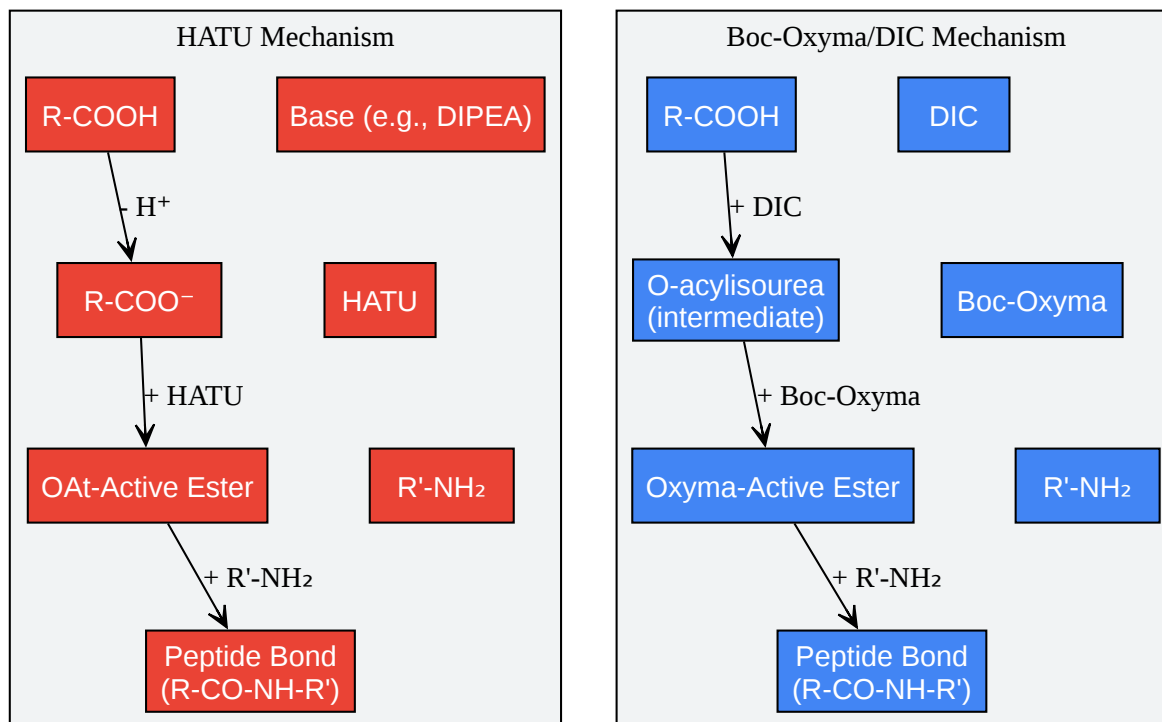 HATU Mechanism
R-COOH
Base (e.g., DIPEA)
- H⁺
R-COO⁻
HATU
+ HATU
OAt-Active Ester
R'-NH₂
+ R'-NH₂
Peptide Bond
(R-CO-NH-R')
Boc-Oxyma/DIC Mechanism
R-COOH
DIC
+ DIC
O-acylisourea
(intermediate)
Boc-Oxyma
+ Boc-Oxyma
Oxyma-Active Ester
R'-NH₂
+ R'-NH₂
Peptide Bond
(R-CO-NH-R')